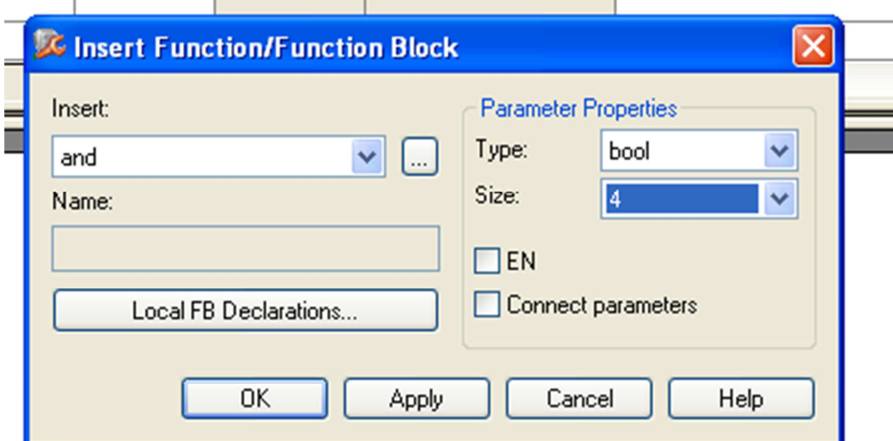 Insert Function/Function Block
Insert:
and
...
Name:
Local FB Declarations...
Parameter Properties
Type:
bool
Size:
4
EN
Connect parameters
OK
Apply
Cancel
Help